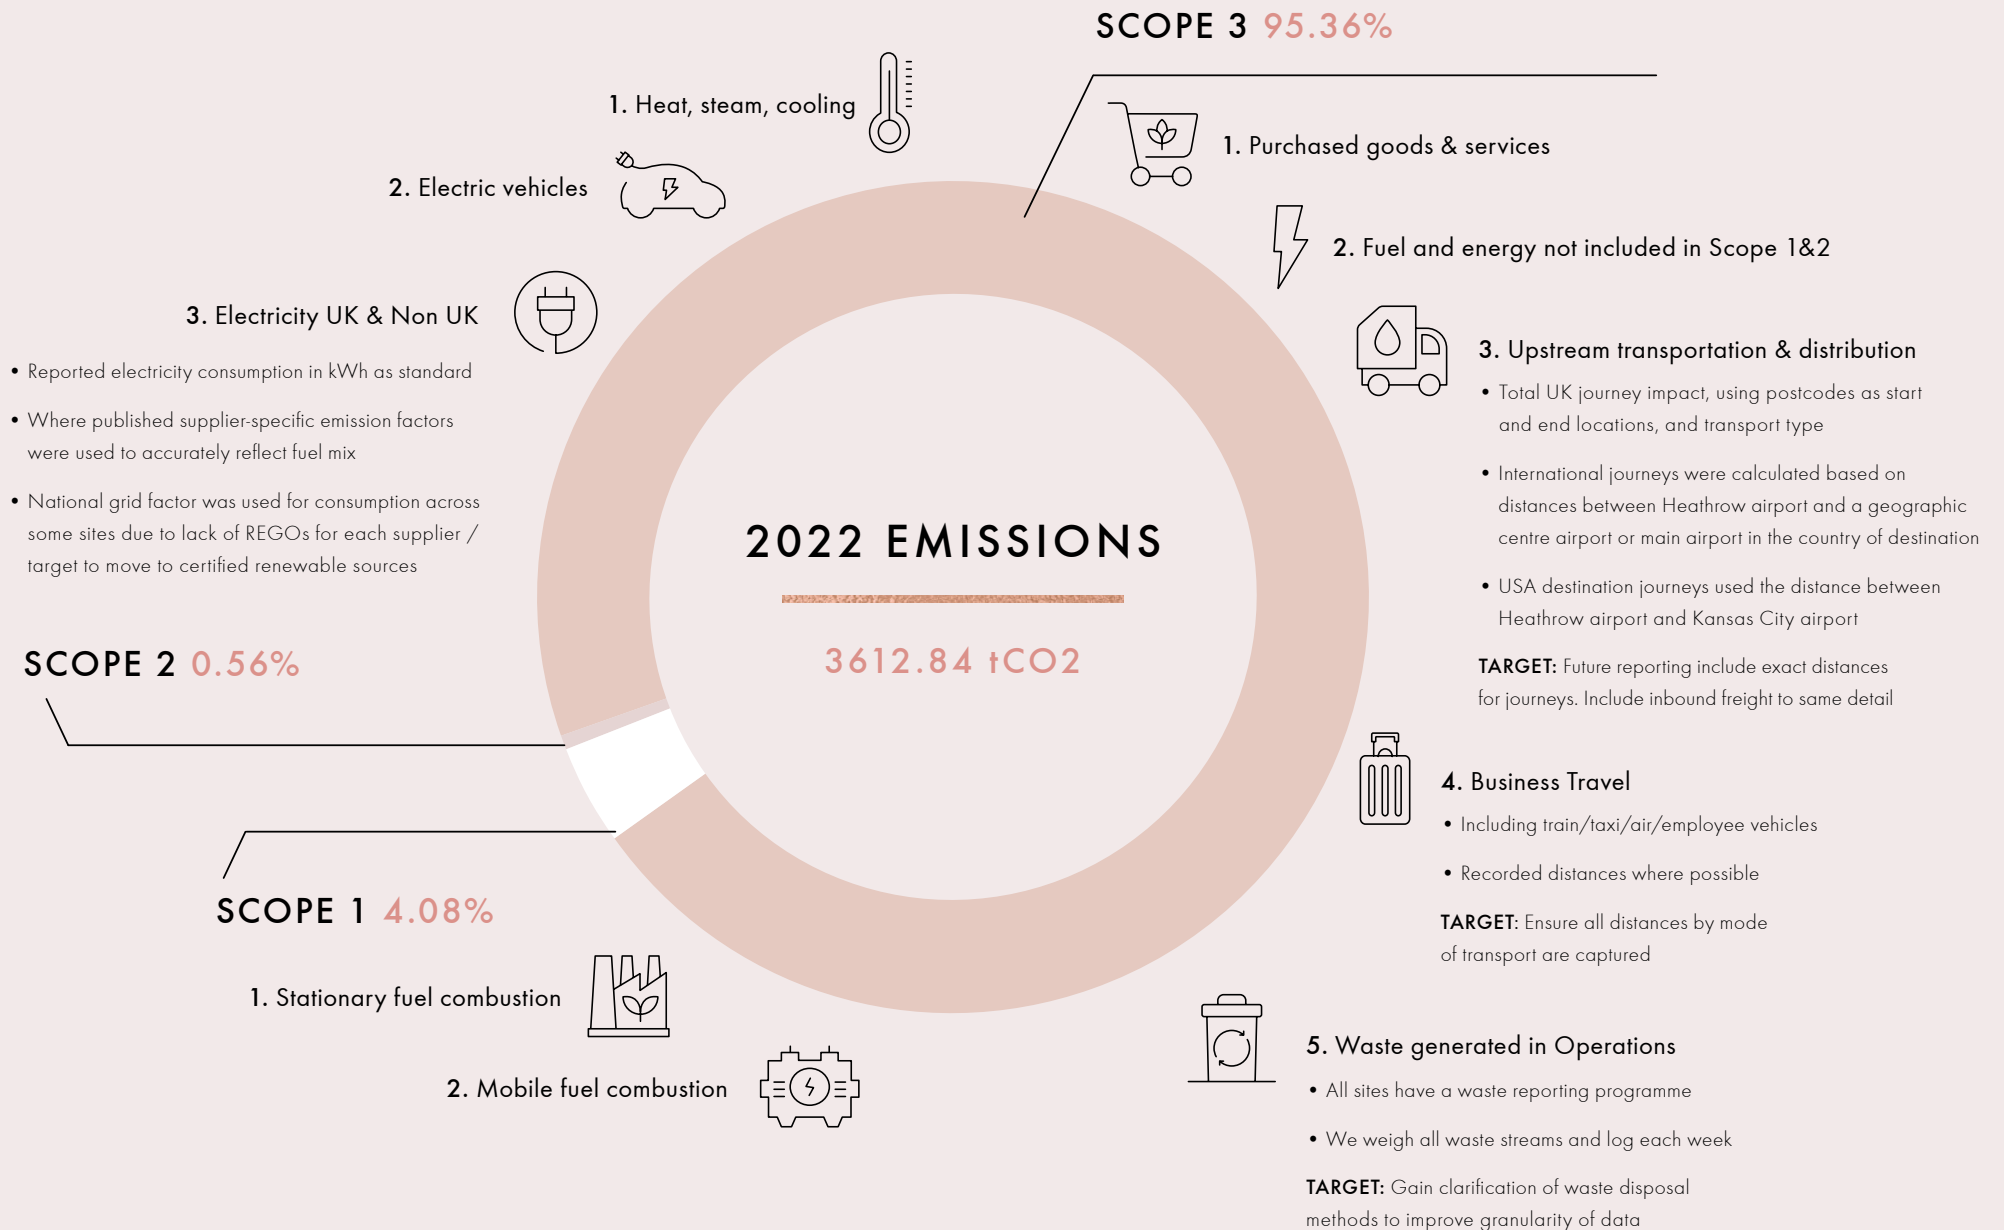 SCOPE 3 95.36%
1. Purchased goods & services
2. Fuel and energy not included in Scope 1&2
3. Upstream transportation & distribution
• Total UK journey impact, using postcodes as start
and end locations, and transport type
• International journeys were calculated based on
distances between Heathrow airport and a geographic
centre airport or main airport in the country of destination
• USA destination journeys used the distance between
Heathrow airport and Kansas City airport
TARGET: Future reporting include exact distances
for journeys. Include inbound freight to same detail
4. Business Travel
• Including train/taxi/air/employee vehicles
• Recorded distances where possible
TARGET: Ensure all distances by mode
of transport are captured
5. Waste generated in Operations
• All sites have a waste reporting programme
• We weigh all waste streams and log each week
TARGET: Gain clarification of waste disposal
methods to improve granularity of data
1. Heat, steam, cooling
2. Electric vehicles
3. Electricity UK & Non UK
• Reported electricity consumption in kWh as standard
• Where published supplier-specific emission factors
were used to accurately reflect fuel mix
• National grid factor was used for consumption across
some sites due to lack of REGOs for each supplier /
target to move to certified renewable sources
SCOPE 2 0.56%
2022 EMISSIONS
3612.84 tCO2
SCOPE 1 4.08%
1. Stationary fuel combustion
2. Mobile fuel combustion